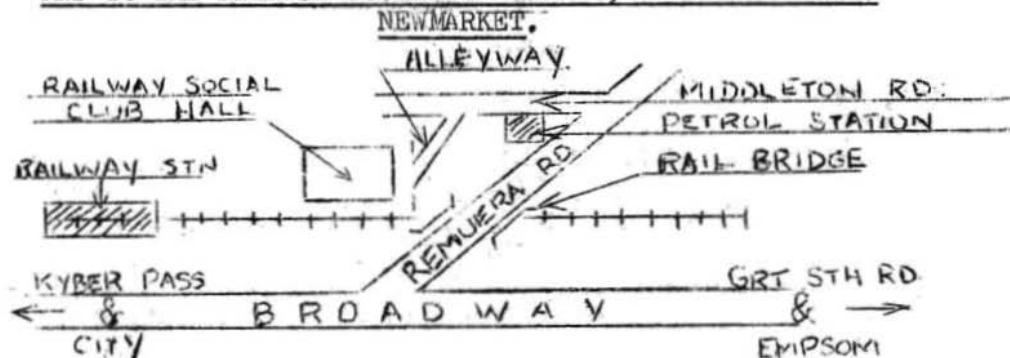 NEWMARKET.
ALLEYWAY.
RAILWAY SOCIAL
CLUB HALL
MIDDLETON RD:
PETROL STATION
RAILWAY STN
RAIL BRIDGE
REMUERA RD
KYBER PASS
GRT STH RD
& BROADWAY &
CITY
EMPSOM